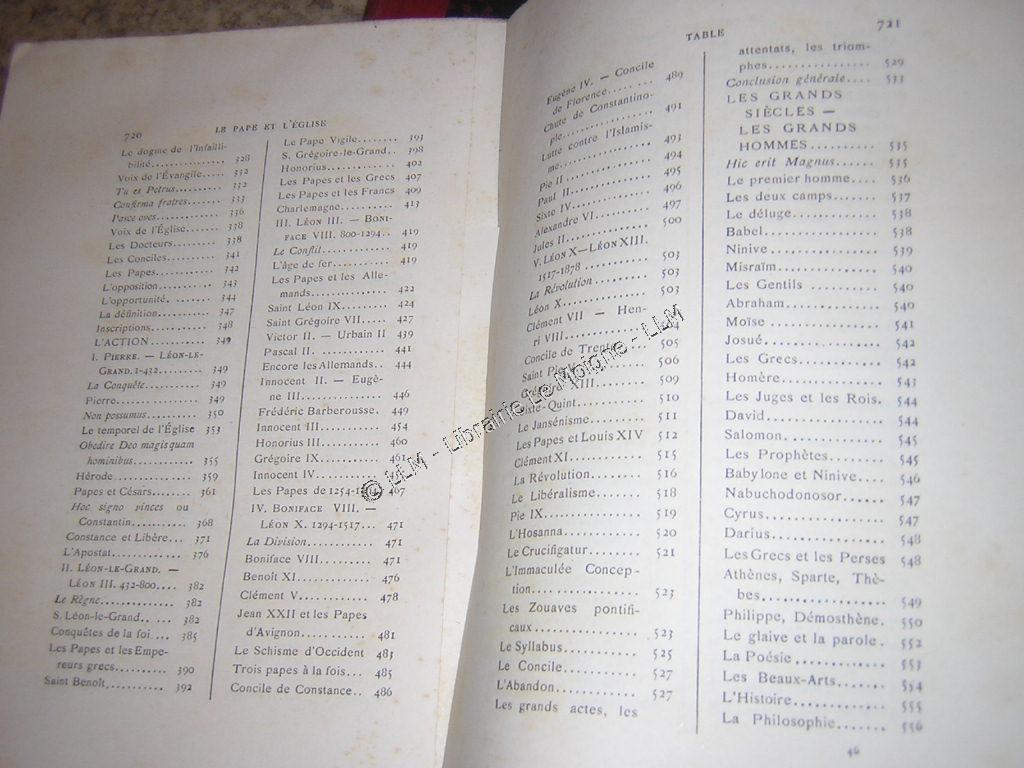 720
LE PAPE ET L'ÉGLISE
Le dogme de l'Infailli-
bilité............ 328
Voix de l'Évangile.... 332
Tu es Petrus.......... 332
Confirma fratres...... 333
Pasce oves............ 336
Voix de l'Église...... 338
Les Docteurs.......... 338
Les Conciles.......... 341
Les Papes............. 342
L'opposition.......... 343
L'opportunité......... 344
La définition......... 347
Inscriptions.......... 348
L'ACTION.............. 349
I. PIERRE. — LÉON-LE-
GRAND. 1-432.......... 349
La Conquête........... 349
Pierre................ 349
Non possumus.......... 350
Le temporel de l'Église 353
Obedire Deo magis quam
hominibus............. 355
Hérode................ 359
Papes et Césars....... 361
Hoc signo vinces ou
Constantin.......... 368
Constance et Libère... 371
L'Apostat............. 376
II. LÉON-LE-GRAND. —
LÉON III. 432-800.... 382
Le Règne.............. 382
S. Léon-le-Grand.. .. 382
Conquêtes de la foi ... 385
Les Papes et les Empe-
reurs grecs......... 390
Saint Benoît.......... 392
Le Pape Vigile........ 393
S. Grégoire-le-Grand.. 398
Honorius.............. 402
Les Papes et les Grecs 407
Les Papes et les Francs 409
Charlemagne........... 413
III. LÉON III. — BONI-
FACE VIII. 800-1294.. 419
Le Conflit............ 419
L'âge de fer.......... 419
Les Papes et les Alle-
mands............... 422
Saint Léon IX......... 424
Saint Grégoire VII.... 427
Victor II. — Urbain II 439
Pascal II............. 441
Encore les Allemands.. 444
Innocent II. — Eugè-
ne III.............. 446
Frédéric Barberousse. 449
Innocent III.......... 454
Honorius III.......... 460
Grégoire IX........... 461
Innocent IV...........
Les Papes de 1254-1294 467
IV. BONIFACE VIII. —
LÉON X. 1294-1517... 471
La Division........... 471
Boniface VIII......... 471
Benoît XI............. 476
Clément V............. 478
Jean XXII et les Papes
d'Avignon........... 481
Le Schisme d'Occident 483
Trois papes à la fois... 485
Concile de Constance.. 486
TABLE
721
Eugène IV. — Concile
de Florence......... 489
Chute de Constantino-
ple................. 491
Lutte contre l'Islamis-
me.................. 493
Pie II................ 494
Paul II............... 495
Sixte IV.............. 496
Alexandre VI.......... 497
Jules II.............. 500
V. LÉON X—LÉON XIII.
1517-1878 .......... 503
La Révolution......... 503
Léon X................ 503
Clément VII — Hen-
ri VIII.............
Concile de Trente..... 505
Saint Pie V........... 506
Grégoire XIII......... 509
Sixte-Quint........... 510
Le Jansénisme......... 511
Les Papes et Louis XIV 512
Clément XI............ 515
La Révolution......... 516
Le Libéralisme........ 518
Pie IX................ 519
L'Hosanna............. 520
Le Crucifigatur....... 521
L'Immaculée Concep-
tion................ 523
Les Zouaves pontifi-
caux................ 523
Le Syllabus........... 525
Le Concile............ 527
L'Abandon............. 527
Les grands actes, les
attentats, les triom-
phes................ 529
Conclusion générale.... 533
LES GRANDS
SIÈCLES —
LES GRANDS
HOMMES............... 535
Hic erit Magnus....... 535
Le premier homme.... 536
Les deux camps........ 537
Le déluge............. 538
Babel................. 538
Ninive................ 539
Misraïm............... 540
Les Gentils .......... 540
Abraham............... 540
Moïse ................ 541
Josué................. 542
Les Grecs............. 542
Homère................ 543
Les Juges et les Rois. 544
David................. 544
Salomon............... 545
Les Prophètes......... 545
Babylone et Ninive.... 546
Nabuchodonosor........ 547
Cyrus................. 547
Darius................ 548
Les Grecs et les Perses 548
Athènes, Sparte, Thè-
bes................. 549
Philippe, Démosthène. 550
Le glaive et la parole . 552
La Poésie............. 553
Les Beaux-Arts........ 554
L'Histoire............ 555
La Philosophie........ 556
46
© LLM - Librairie Le Moigne - LLM